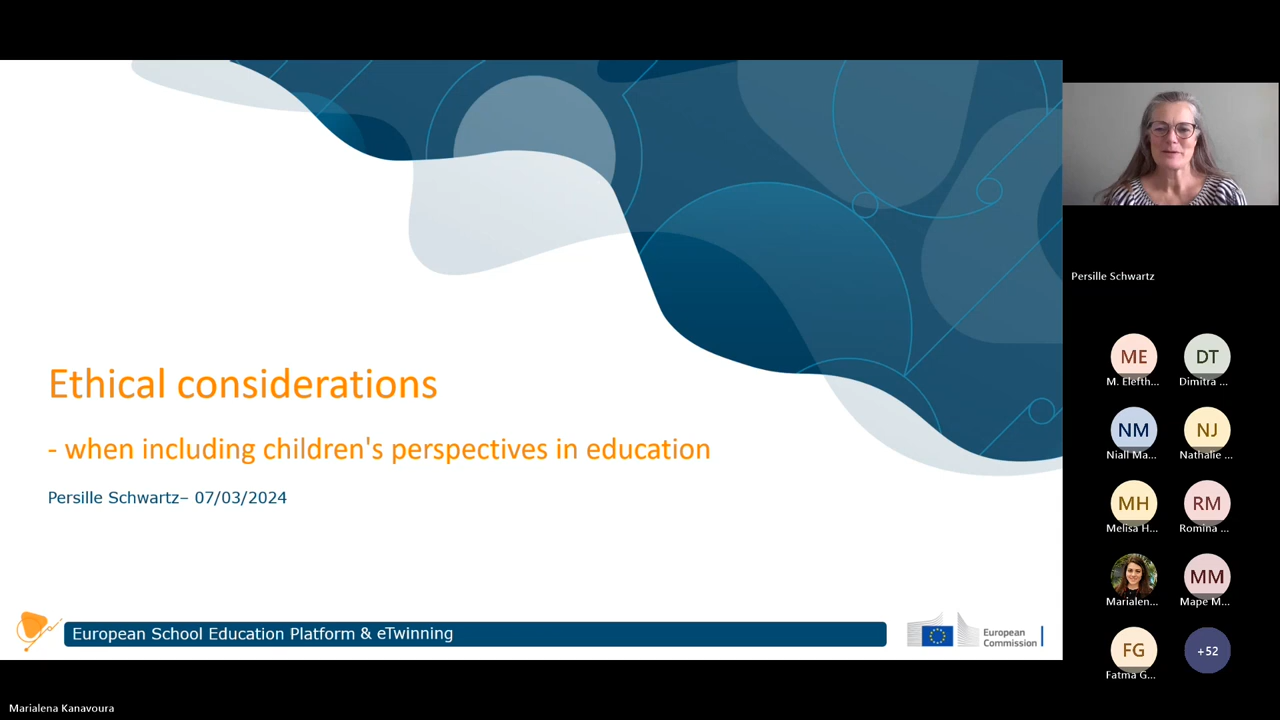 Ethical considerations
- when including children's perspectives in education
Persille Schwartz– 07/03/2024
European School Education Platform & eTwinning
European
Commission
Persille Schwartz
ME
DT
M. Elefth...
Dimitra ...
NM
NJ
Niall Ma...
Nathalie ...
MH
RM
Melisa H...
Romina ...
MM
Marialen...
Mape M...
FG
+52
Fatma G...
Marialena Kanavoura